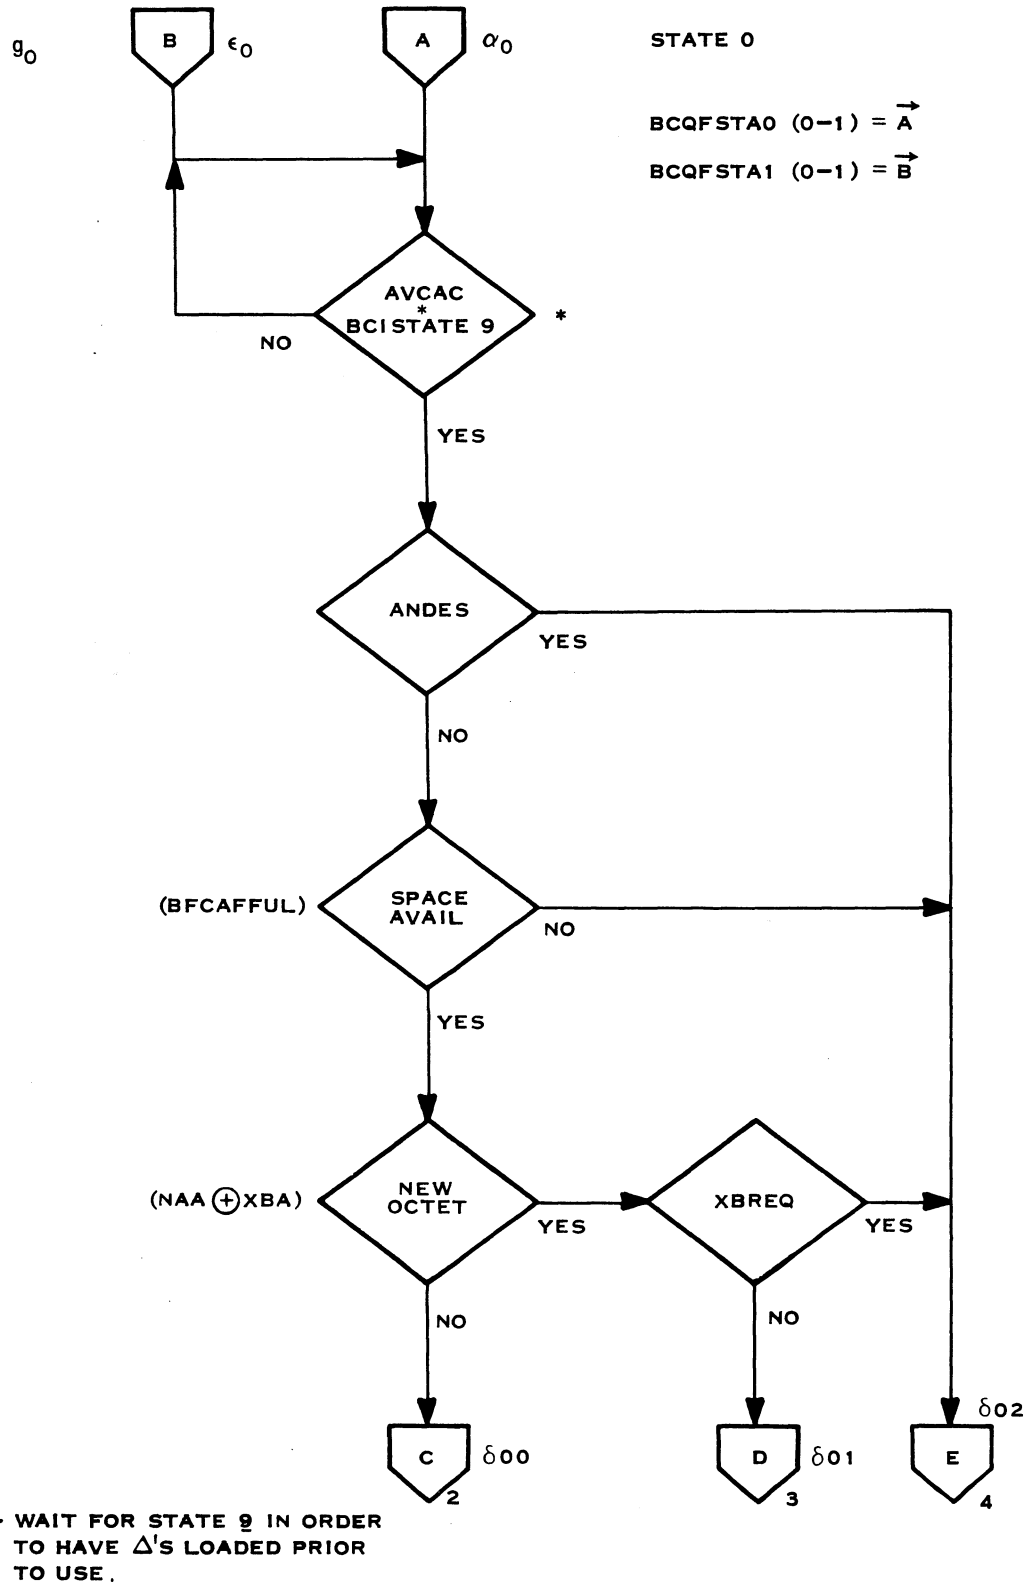 g0
B
ϵ0
A
α0
STATE 0
BCQFSTA0 (0-1) = A→
BCQFSTA1 (0-1) = B→
AVCAC
*
BCISTATE 9
*
NO
YES
ANDES
YES
NO
(BFCAFFUL)
SPACE
AVAIL
NO
YES
(NAA ⊕ XBA)
NEW
OCTET
YES
XBREQ
YES
NO
NO
C
δ00
2
D
δ01
3
δ02
E
4
WAIT FOR STATE 9 IN ORDER
TO HAVE Δ'S LOADED PRIOR
TO USE.